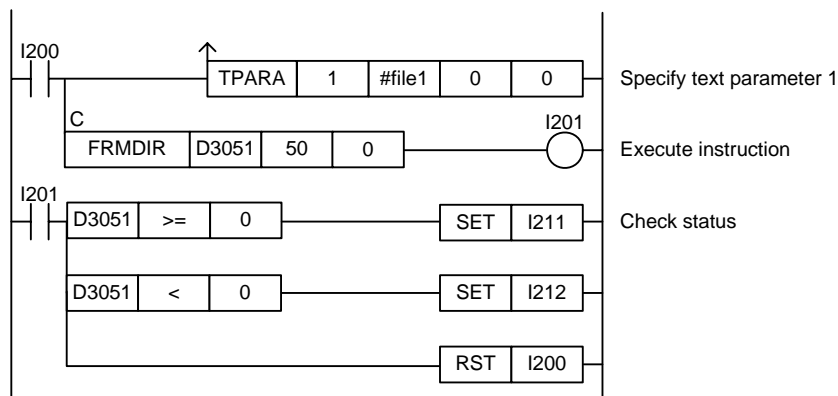 I200
TPARA 1 #file1 0 0 Specify text parameter 1
C I201
FRMDIR D3051 50 0 Execute instruction
I201
D3051 >= 0 SET I211 Check status
D3051 < 0 SET I212
RST I200